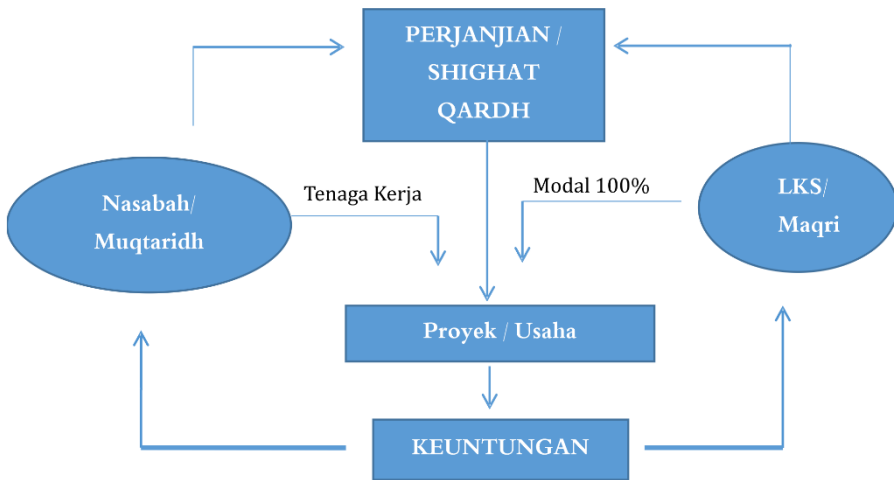 PERJANJIAN /
SHIGHAT
QARDH
Nasabah/
Muqtaridh
Tenaga Kerja
Modal 100%
LKS/
Maqri
Proyek / Usaha
KEUNTUNGAN